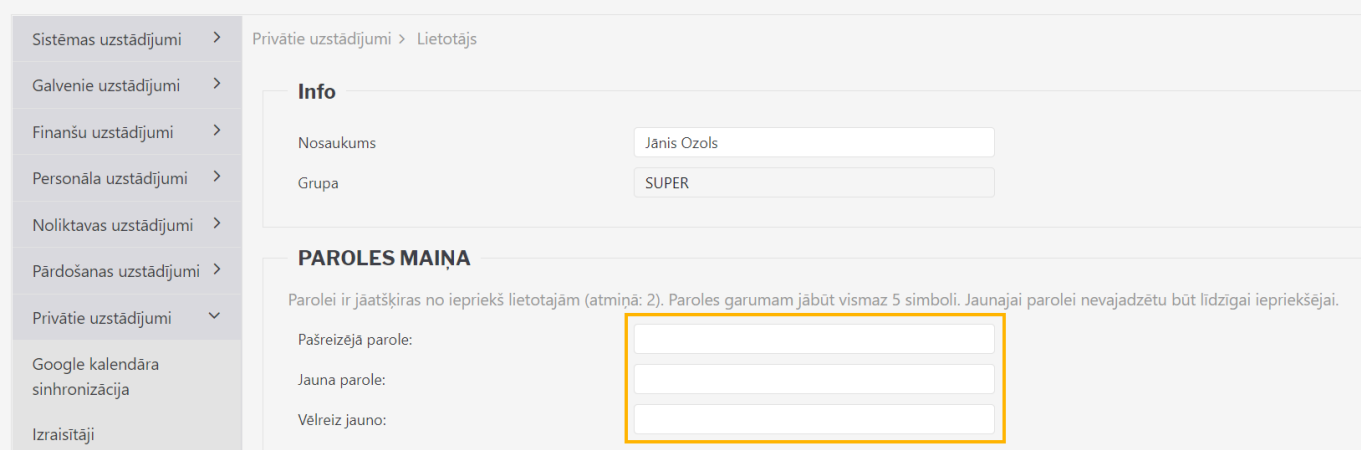 Sistēmas uzstādījumi
Galvenie uzstādījumi
Finanšu uzstādījumi
Personāla uzstādījumi
Noliktavas uzstādījumi
Pārdošanas uzstādījumi
Privātie uzstādījumi
Google kalendāra
sinhronizācija
Izraisītāji
Privātie uzstādījumi > Lietotājs
Info
Nosaukums Jānis Ozols
Grupa SUPER
PAROLES MAIŅA
Parolei ir jāatšķiras no iepriekš lietotajām (atmiņā: 2). Paroles garumam jābūt vismaz 5 simboli. Jaunajai parolei nevajadzētu būt līdzīgai iepriekšējai.
Pašreizējā parole:
Jauna parole:
Vēlreiz jauno: